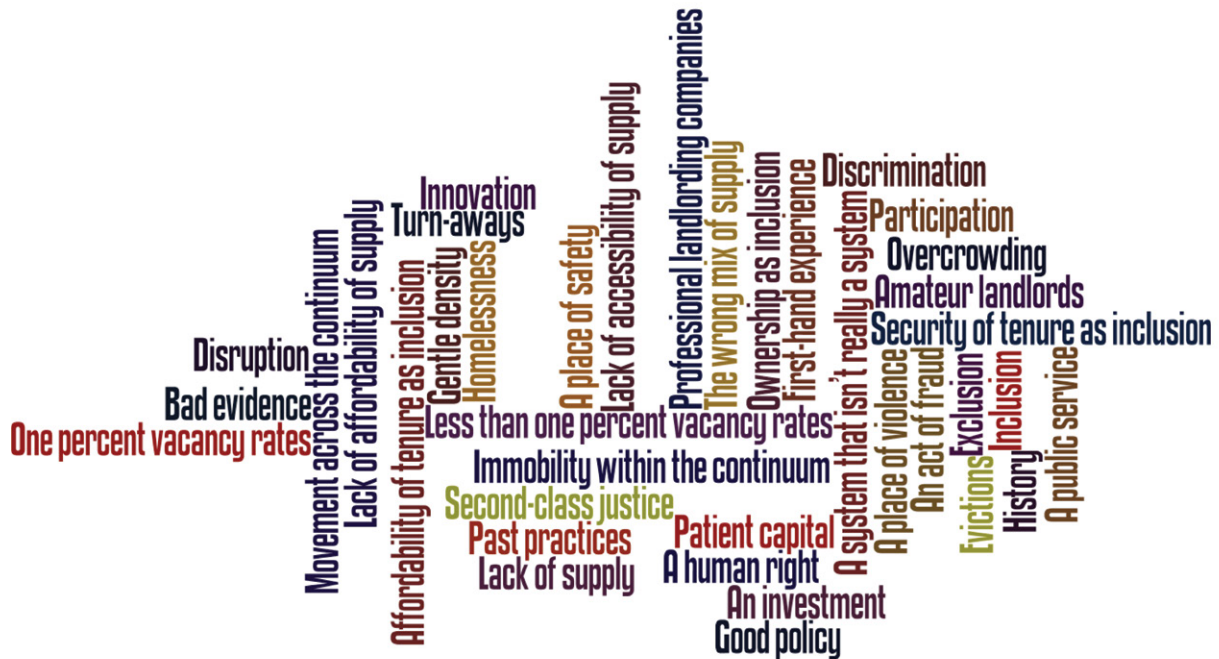 Innovation
Turn-aways
Disruption
Bad evidence
One percent vacancy rates
Movement across the continuum
Lack of affordability of supply
Affordability of tenure as inclusion
Gentle density
Homelessness
A place of safety
Lack of accessibility of supply
Professional landlording companies
The wrong mix of supply
Ownership as inclusion
First-hand experience
Less than one percent vacancy rates
Immobility within the continuum
Second-class justice
Past practices
Lack of supply
Patient capital
A human right
An investment
Good policy
A system that isn't really a system
Discrimination
Participation
Overcrowding
Amateur landlords
Security of tenure as inclusion
A place of violence
An act of fraud
Exclusion
Evictions
Inclusion
History
A public service